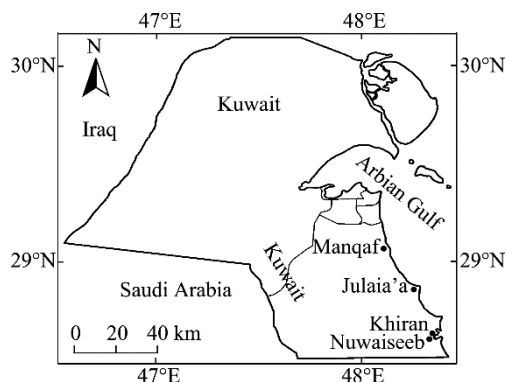 47°E 48°E
N
30°N 30°N
Kuwait
Iraq
Arbian Gulf
Manqaf
29°N 29°N
Kuwait
Julaia’a
Saudi Arabia
Khiran
Nuwaiseeb
0 20 40 km
47°E 48°E